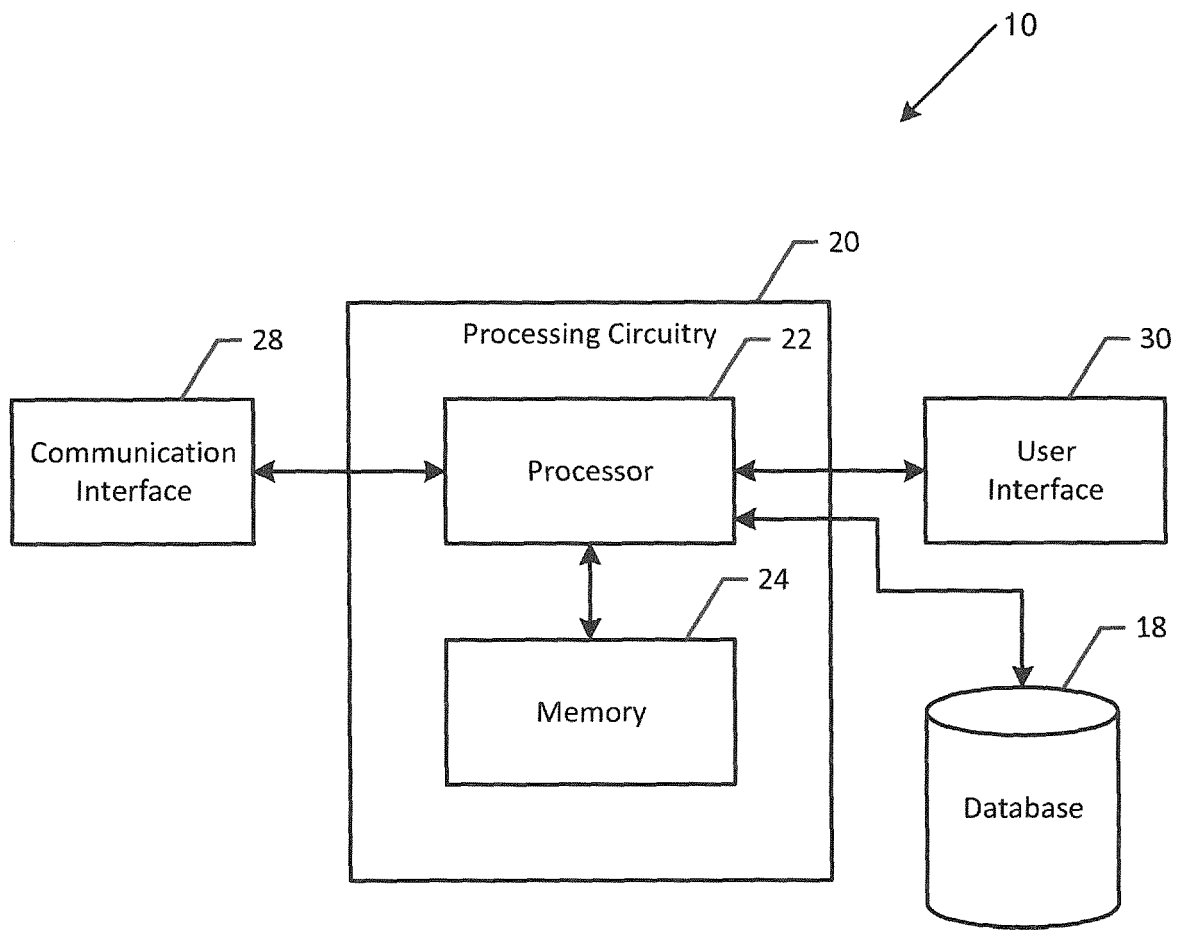 10
20
Processing Circuitry
28
22
30
Communication
Interface
Processor
User
Interface
24
Memory
18
Database